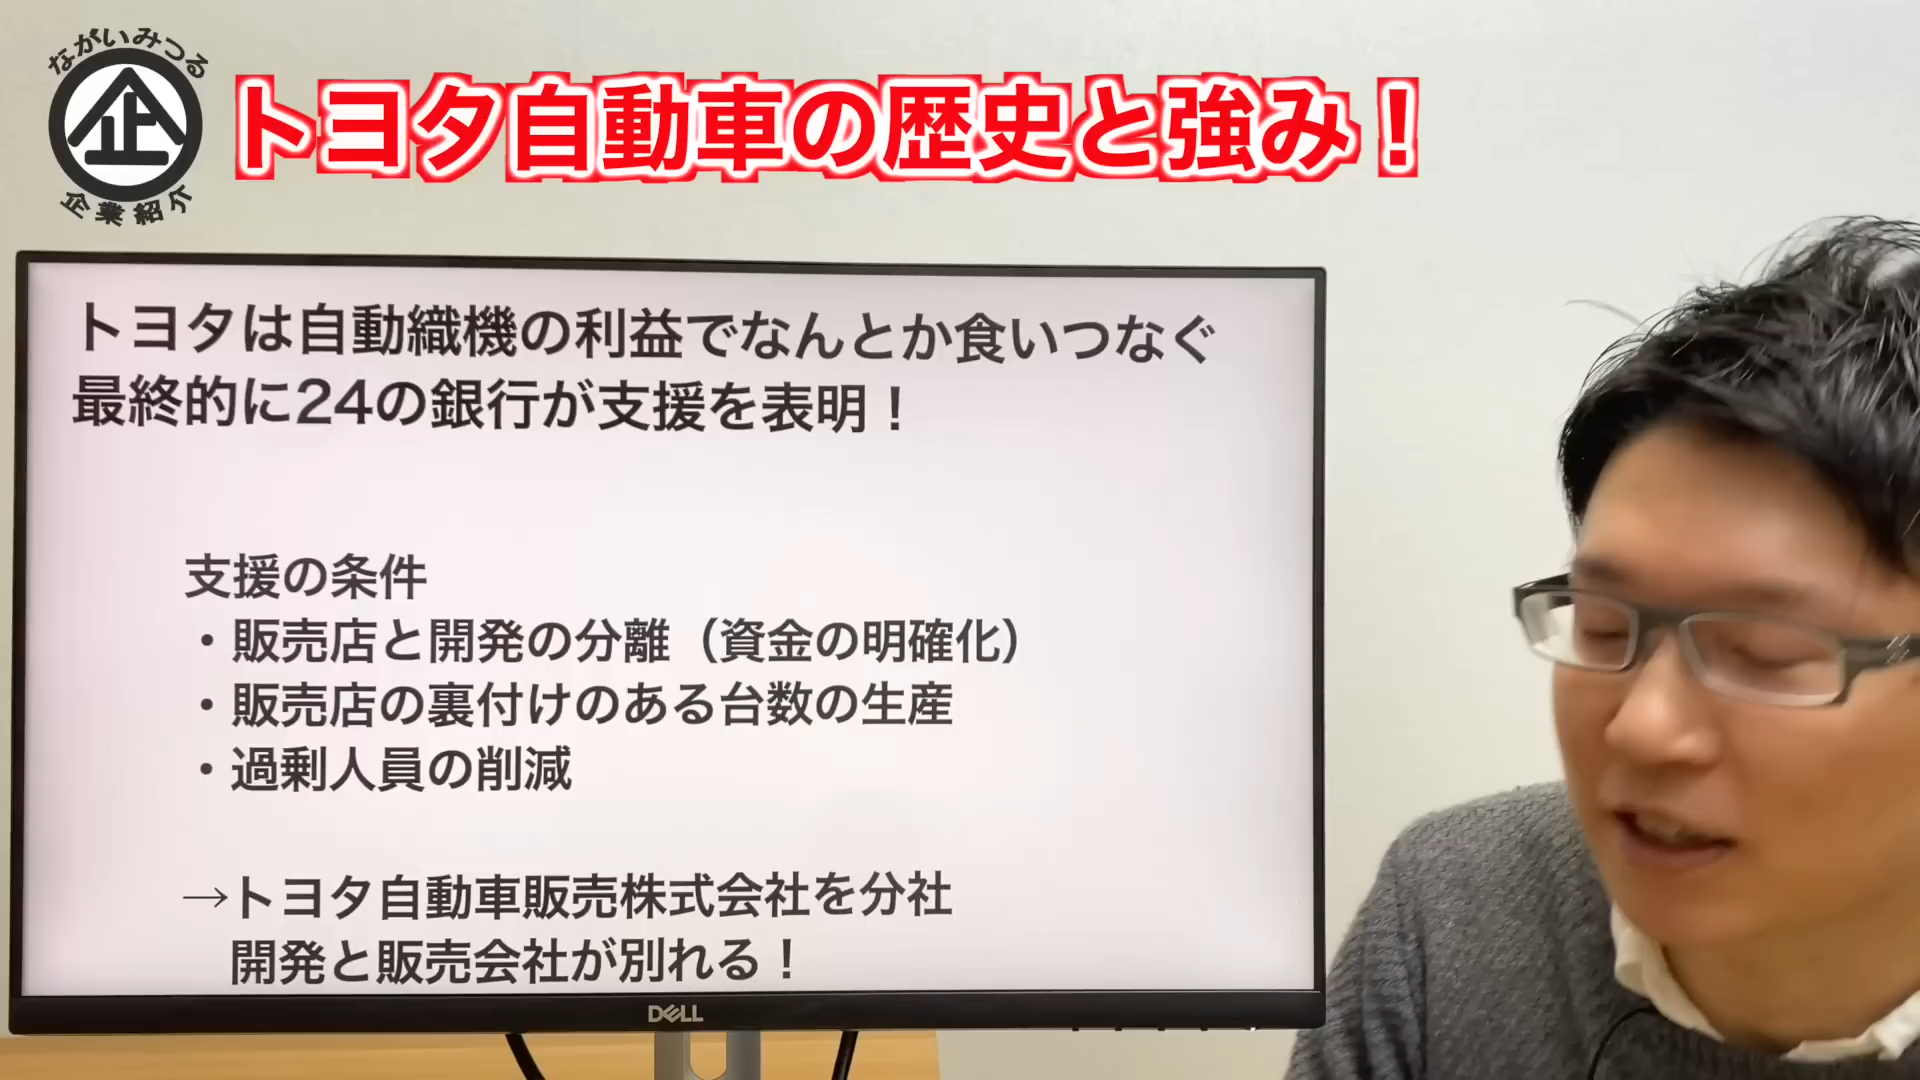 ながいみつる
企
企業紹介
トヨタ自動車の歴史と強み！
トヨタは自動織機の利益でなんとか食いつなぐ
最終的に24の銀行が支援を表明！
支援の条件
・販売店と開発の分離（資金の明確化）
・販売店の裏付けのある台数の生産
・過剰人員の削減
→トヨタ自動車販売株式会社を分社
開発と販売会社が別れる！
DELL